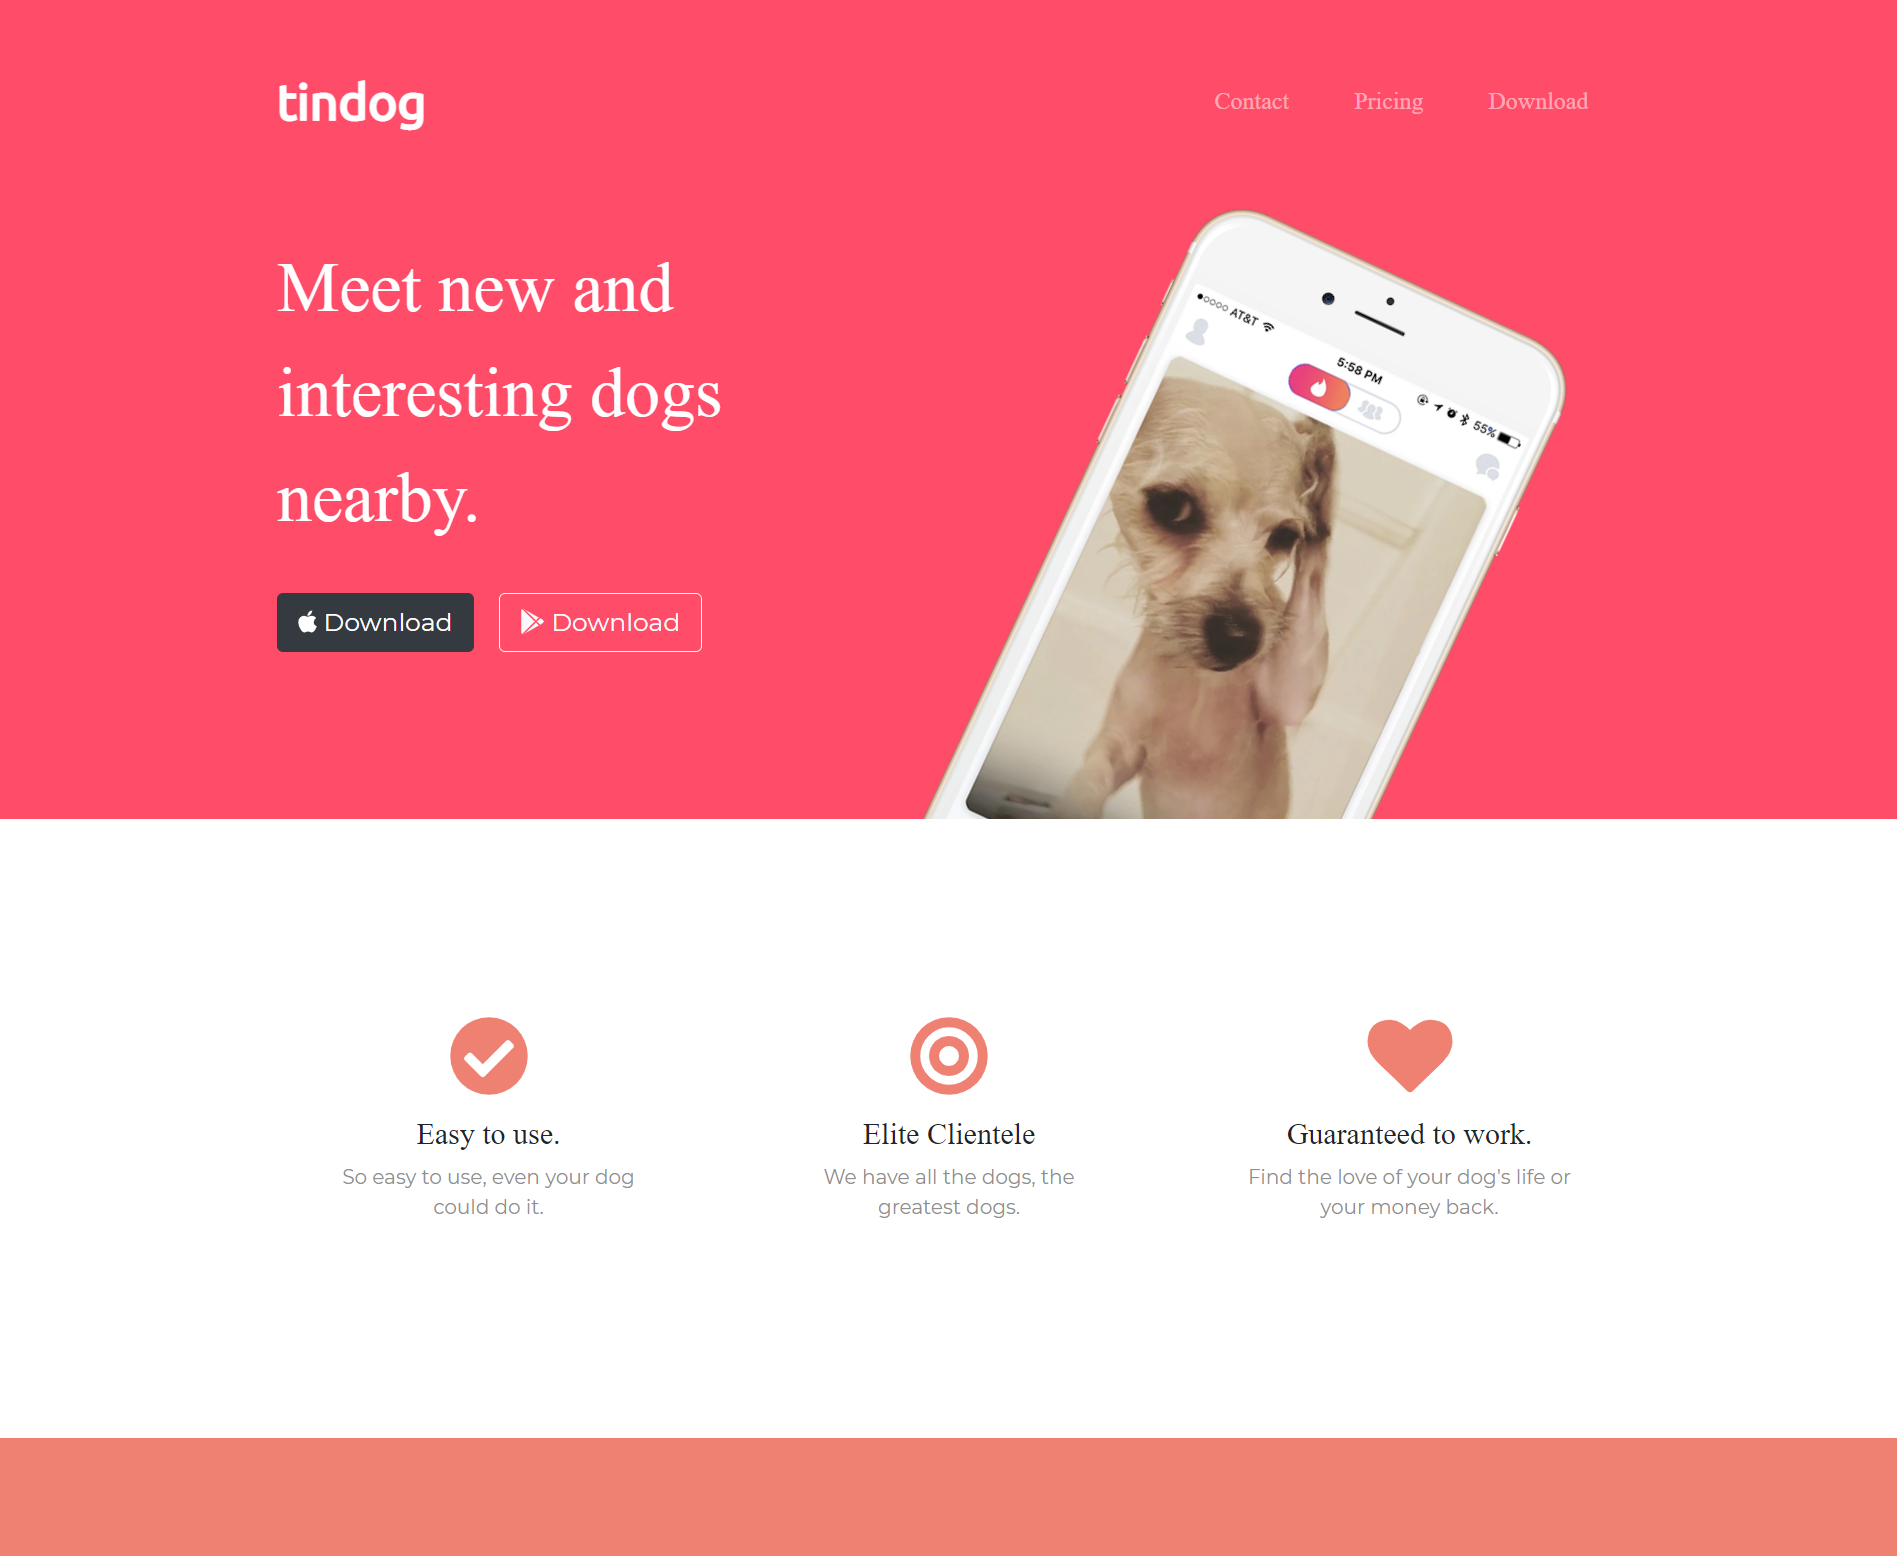 tindog
Contact Pricing Download
Meet new and
interesting dogs
nearby.
Download Download
AT&T
5:58 PM
55%
Easy to use.
So easy to use, even your dog
could do it.
Elite Clientele
We have all the dogs, the
greatest dogs.
Guaranteed to work.
Find the love of your dog's life or
your money back.